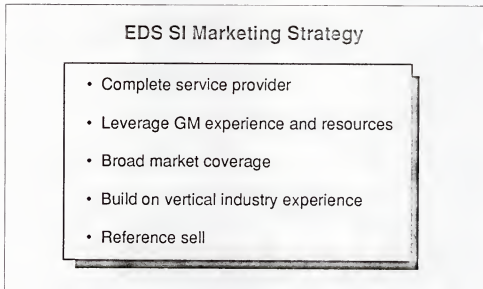 EDS SI Marketing Strategy
• Complete service provider
• Leverage GM experience and resources
• Broad market coverage
• Build on vertical industry experience
• Reference sell